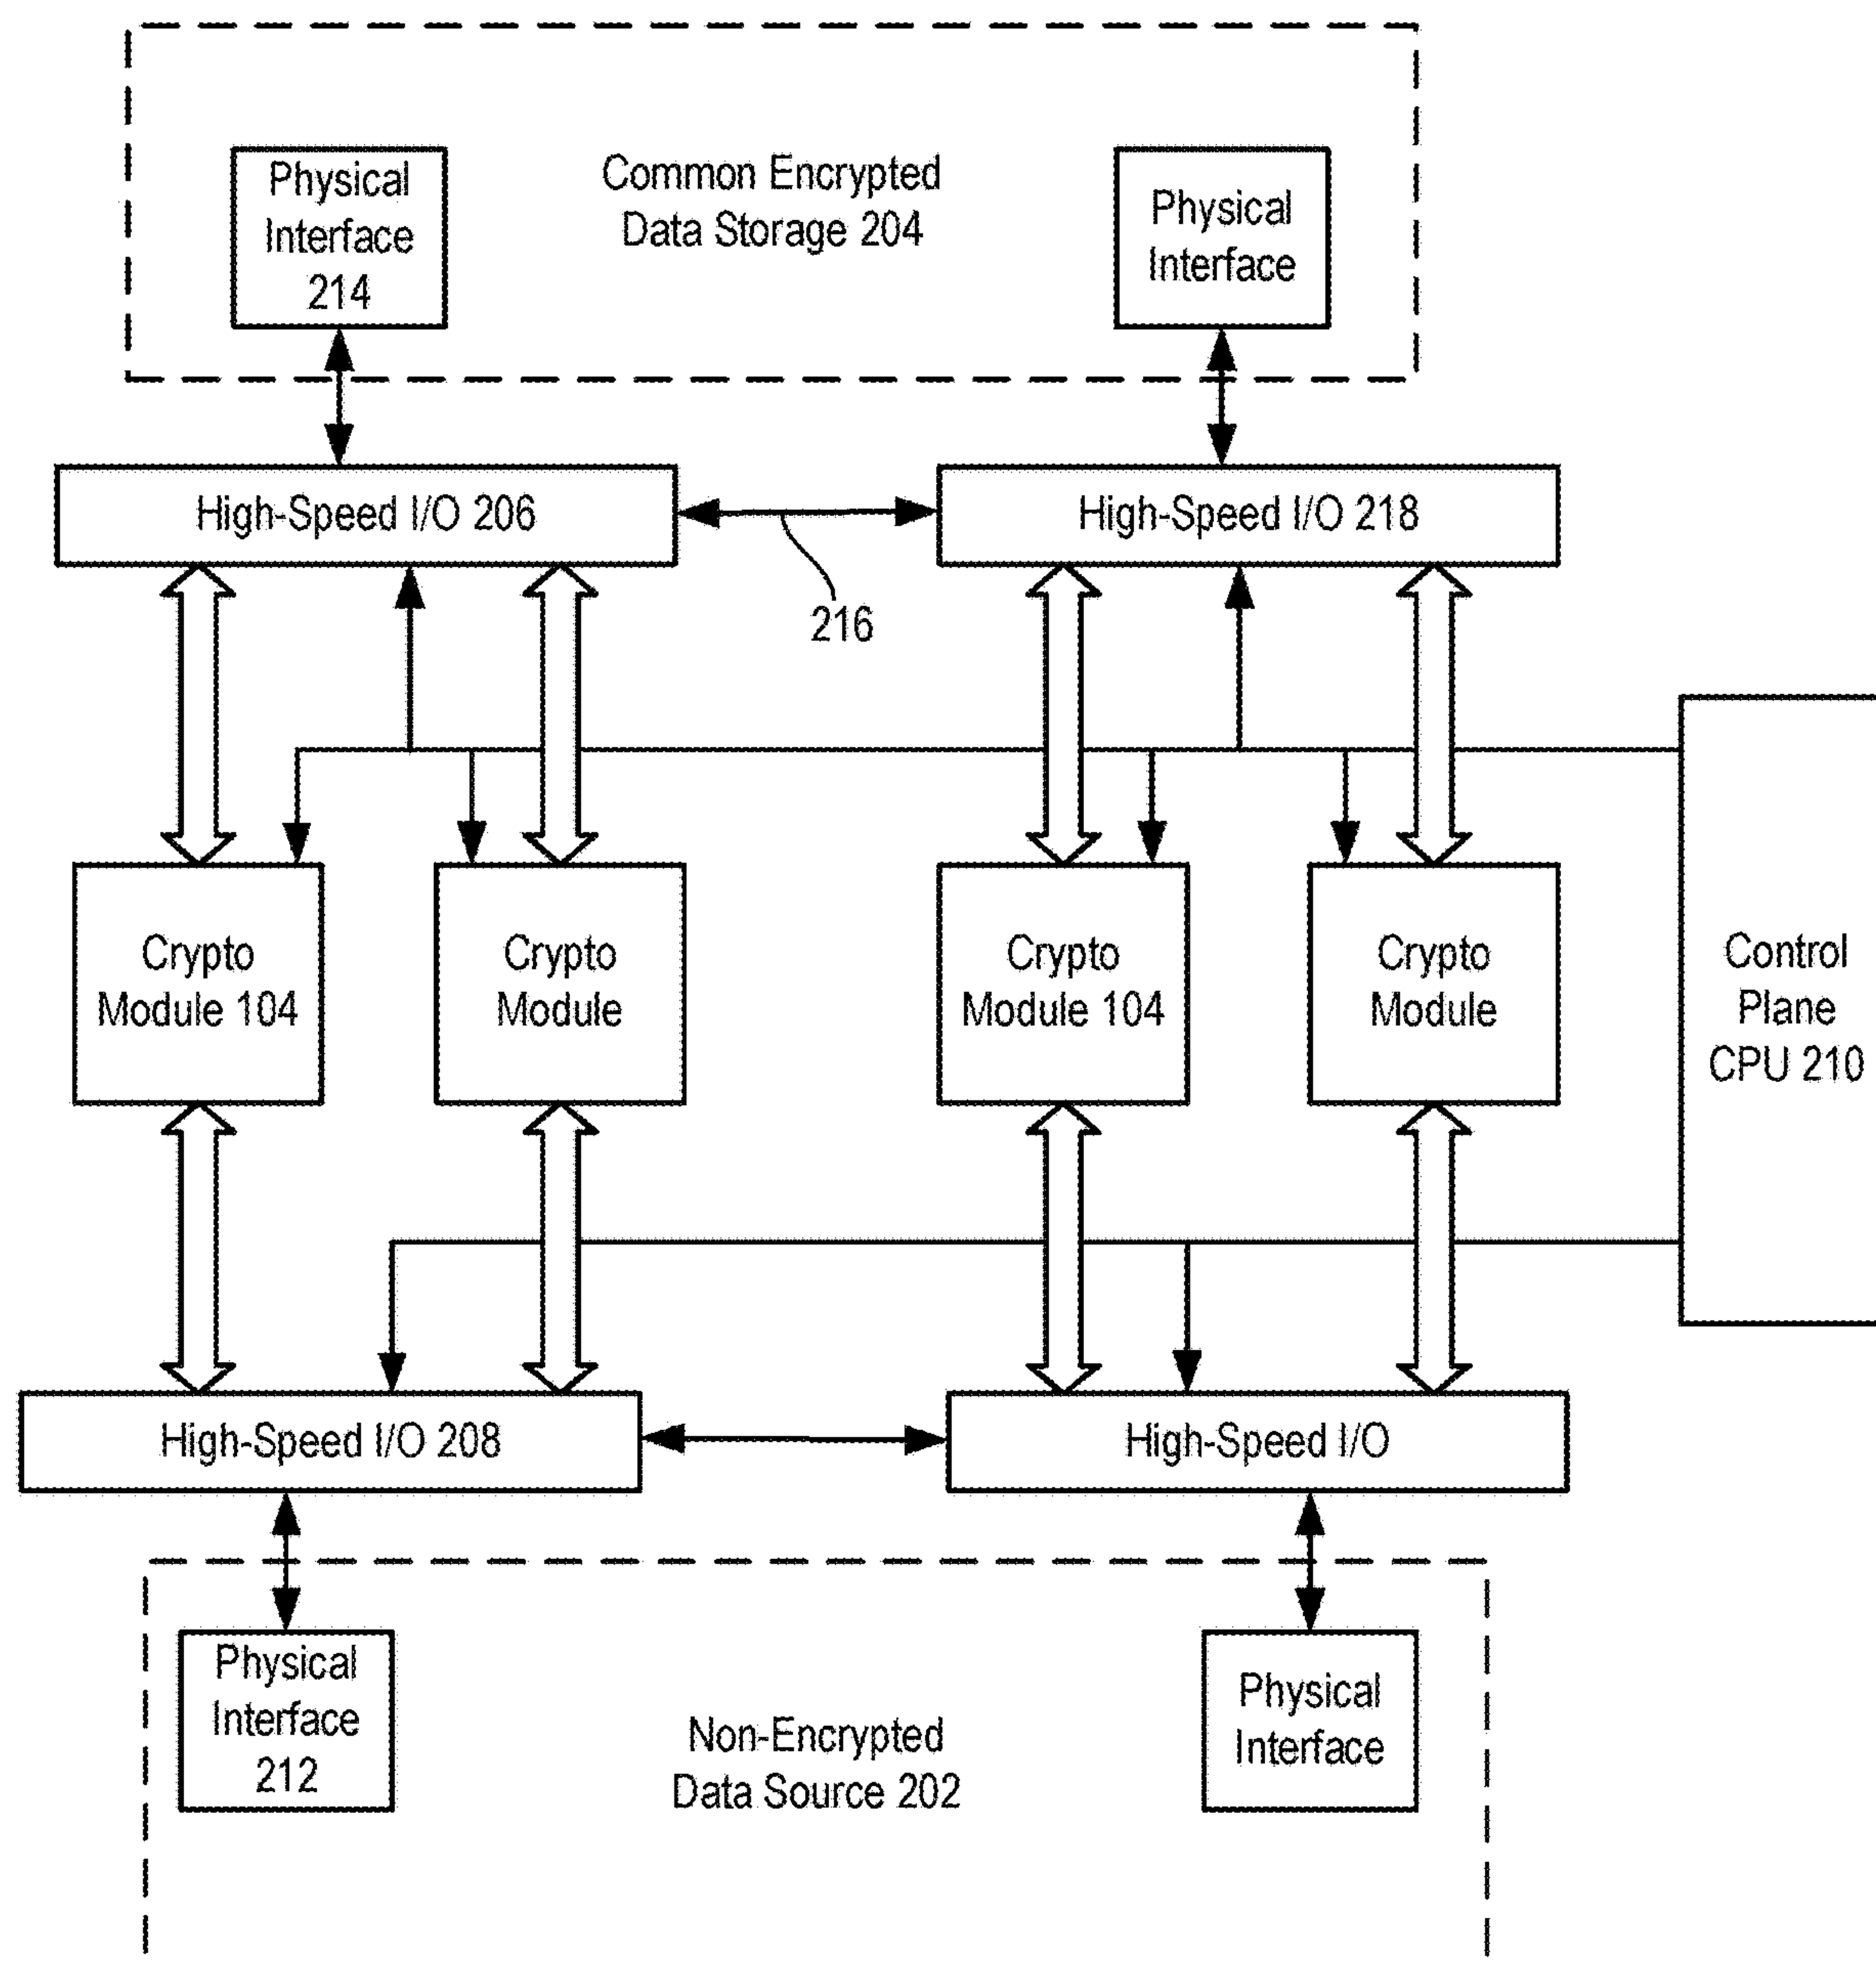 Physical
Interface
214
Common Encrypted
Data Storage 204
Physical
Interface
High-Speed I/O 206
High-Speed I/O 218
216
Crypto
Module 104
Crypto
Module
Crypto
Module 104
Crypto
Module
Control
Plane
CPU 210
High-Speed I/O 208
High-Speed I/O
Physical
Interface
212
Non-Encrypted
Data Source 202
Physical
Interface